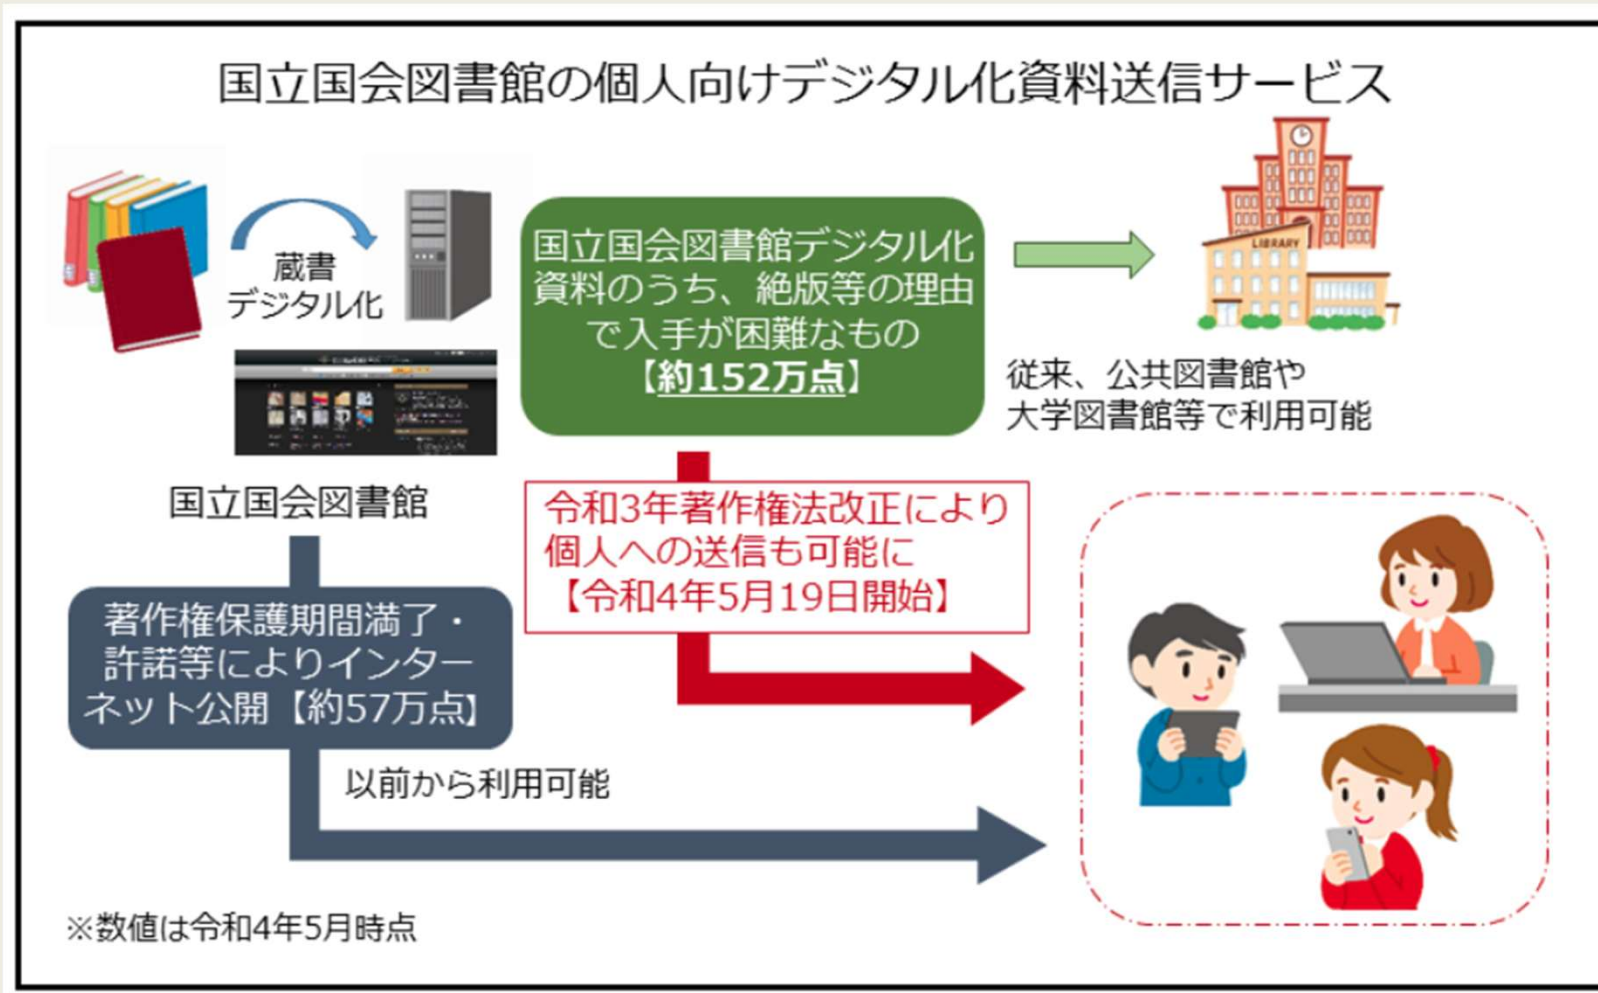 国立国会図書館の個人向けデジタル化資料送信サービス
蔵書
デジタル化
国立国会図書館デジタル化
資料のうち、絶版等の理由
で入手が困難なもの
【約152万点】
LIBRARY
従来、公共図書館や
大学図書館等で利用可能
国立国会図書館
令和3年著作権法改正により
個人への送信も可能に
【令和4年5月19日開始】
著作権保護期間満了・
許諾等によりインター
ネット公開【約57万点】
以前から利用可能
※数値は令和4年5月時点